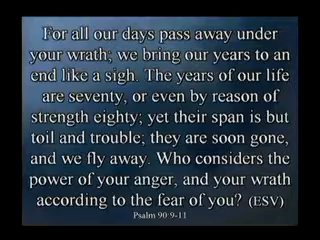 For all our days pass away under
your wrath; we bring our years to an
end like a sigh. The years of our life
are seventy, or even by reason of
strength eighty; yet their span is but
toil and trouble; they are soon gone,
and we fly away. Who considers the
power of your anger, and your wrath
according to the fear of you? (ESV)
Psalm 90:9-11